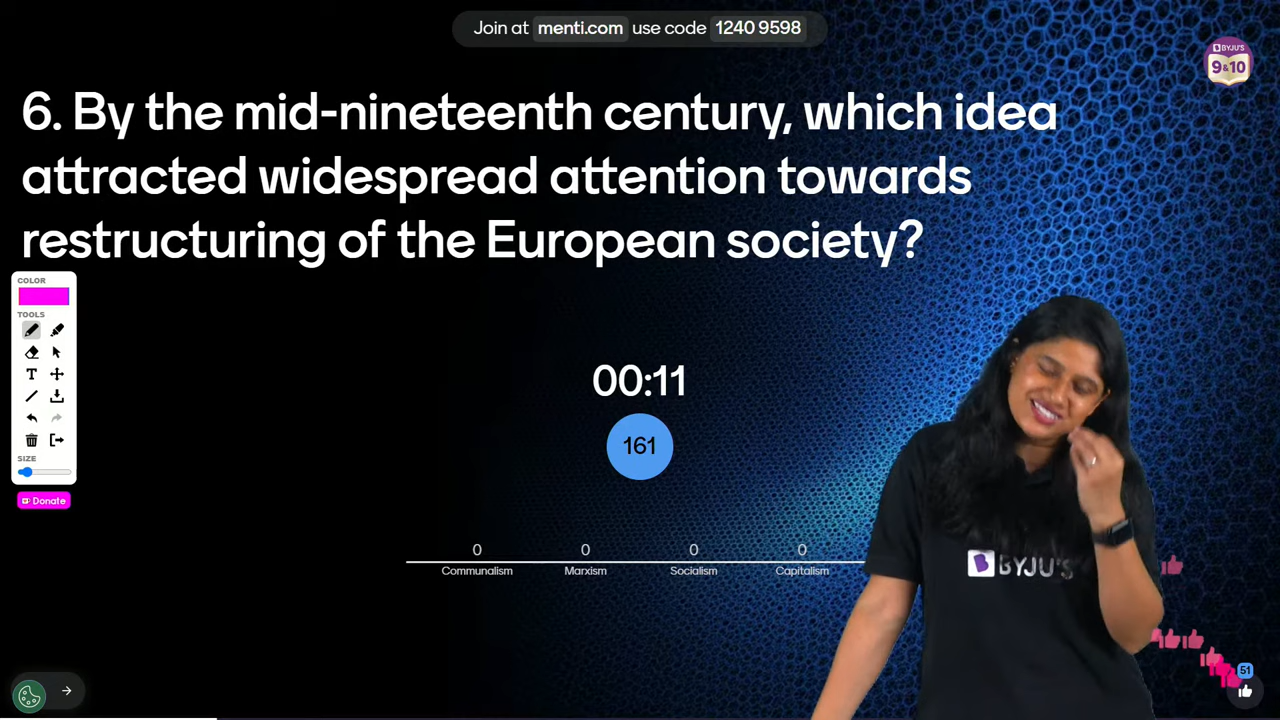 Join at menti.com use code 1240 9598
BYJU'S
9&10
6. By the mid-nineteenth century, which idea
attracted widespread attention towards
restructuring of the European society?
COLOR
TOOLS
T
SIZE
Donate
00:11
161
0 0 0 0
Communalism Marxism Socialism Capitalism
BYJU'S
51